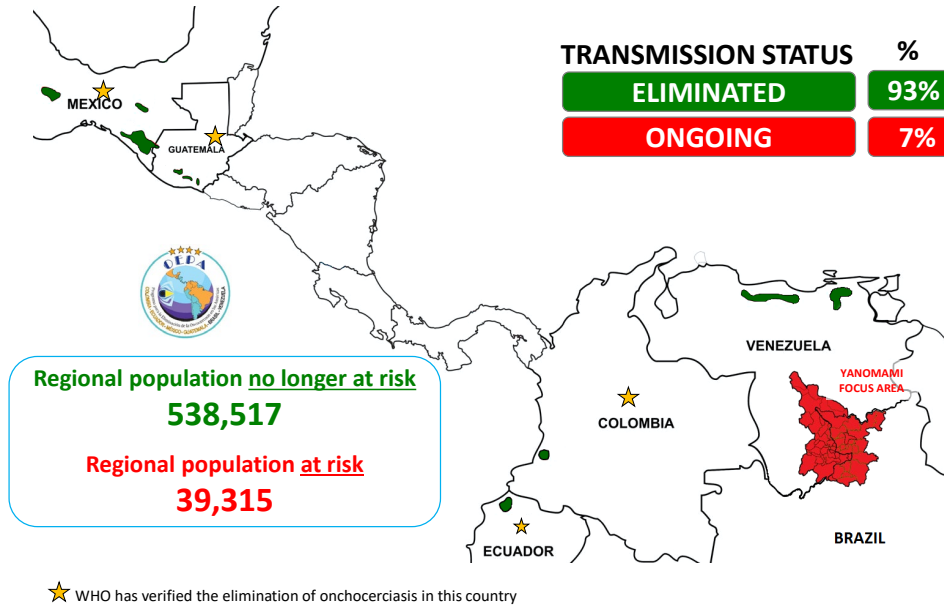 TRANSMISSION STATUS %
ELIMINATED 93%
ONGOING 7%
MEXICO
GUATEMALA
OEPA
VENEZUELA
YANOMAMI
FOCUS AREA
COLOMBIA
ECUADOR
BRAZIL
Regional population no longer at risk
538,517
Regional population at risk
39,315
WHO has verified the elimination of onchocerciasis in this country